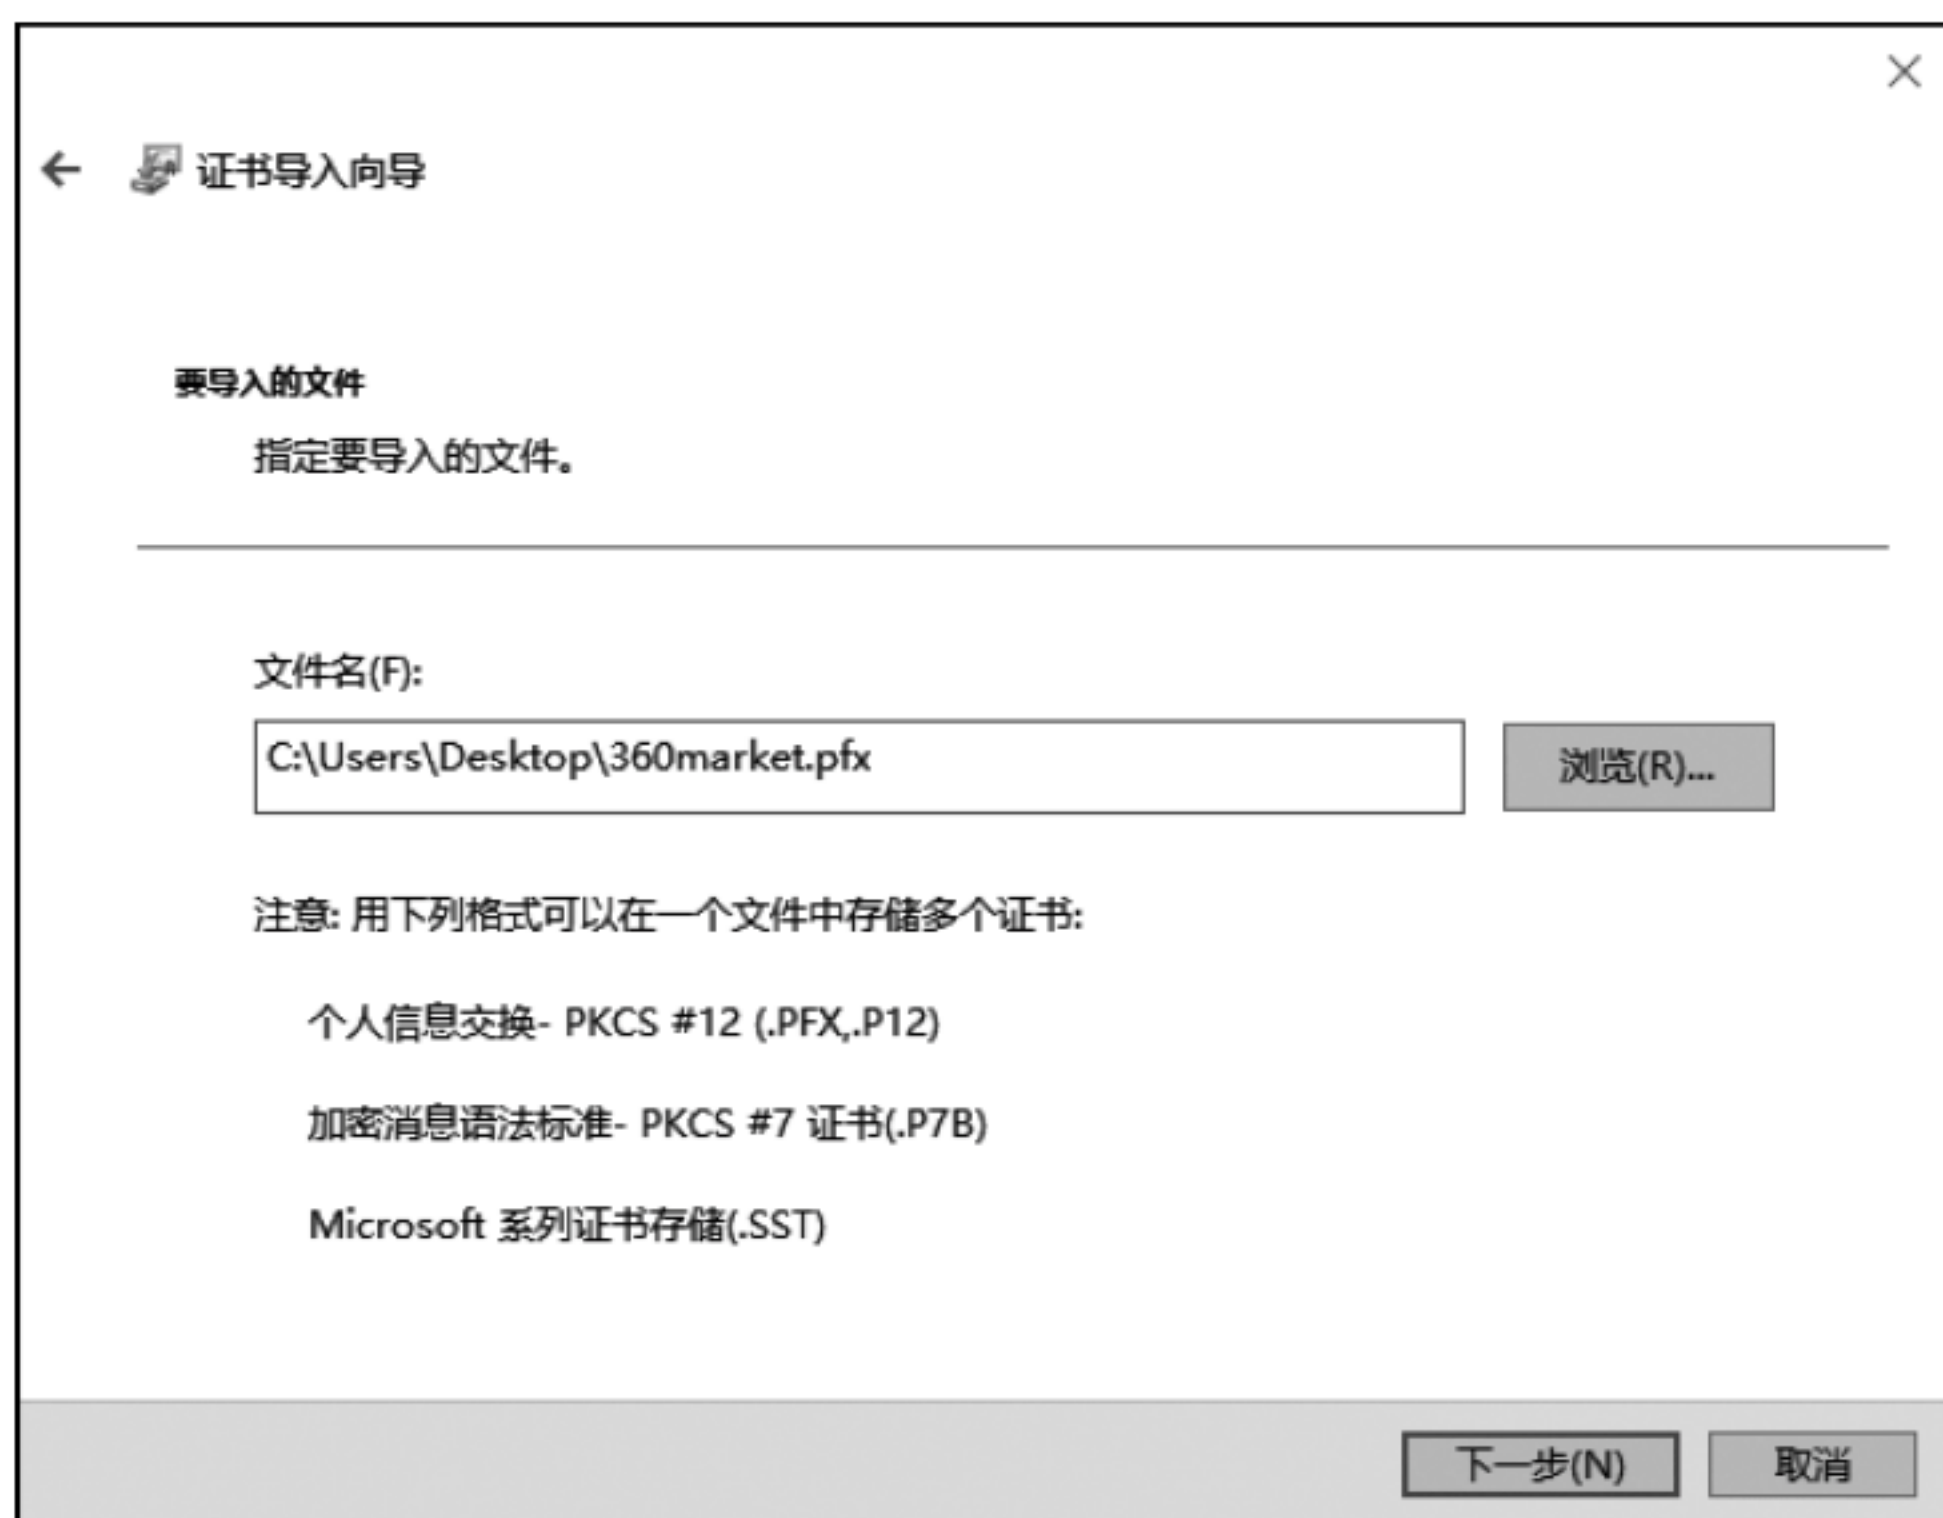 证书导入向导
要导入的文件
指定要导入的文件。
文件名(F):
C:\Users\Desktop\360market.pfx
浏览(R)...
注意: 用下列格式可以在一个文件中存储多个证书:
个人信息交换- PKCS #12 (.PFX,.P12)
加密消息语法标准- PKCS #7 证书(.P7B)
Microsoft 系列证书存储(.SST)
下一步(N)
取消